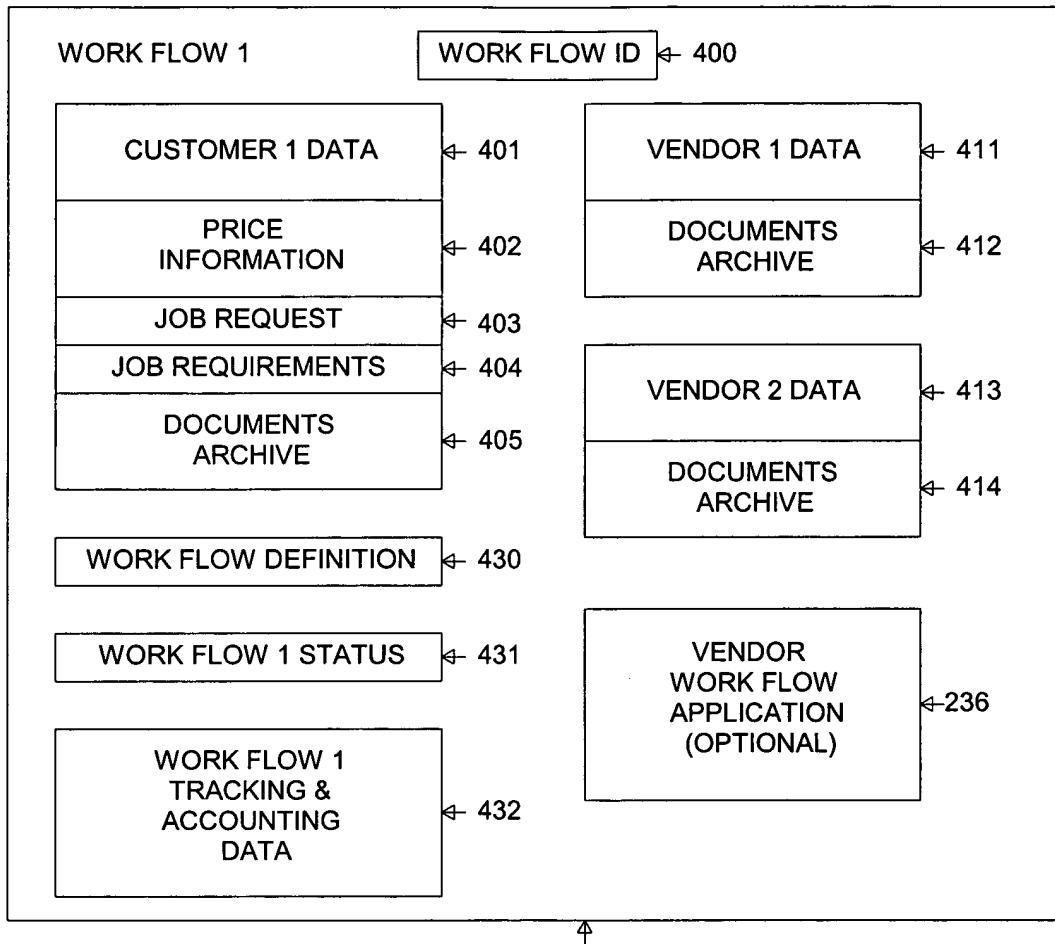 WORK FLOW 1
WORK FLOW ID 400
CUSTOMER 1 DATA 401
PRICE
INFORMATION 402
JOB REQUEST 403
JOB REQUIREMENTS 404
DOCUMENTS
ARCHIVE 405
WORK FLOW DEFINITION 430
WORK FLOW 1 STATUS 431
WORK FLOW 1
TRACKING &
ACCOUNTING
DATA 432
VENDOR 1 DATA 411
DOCUMENTS
ARCHIVE 412
VENDOR 2 DATA 413
DOCUMENTS
ARCHIVE 414
VENDOR
WORK FLOW
APPLICATION
(OPTIONAL) 236